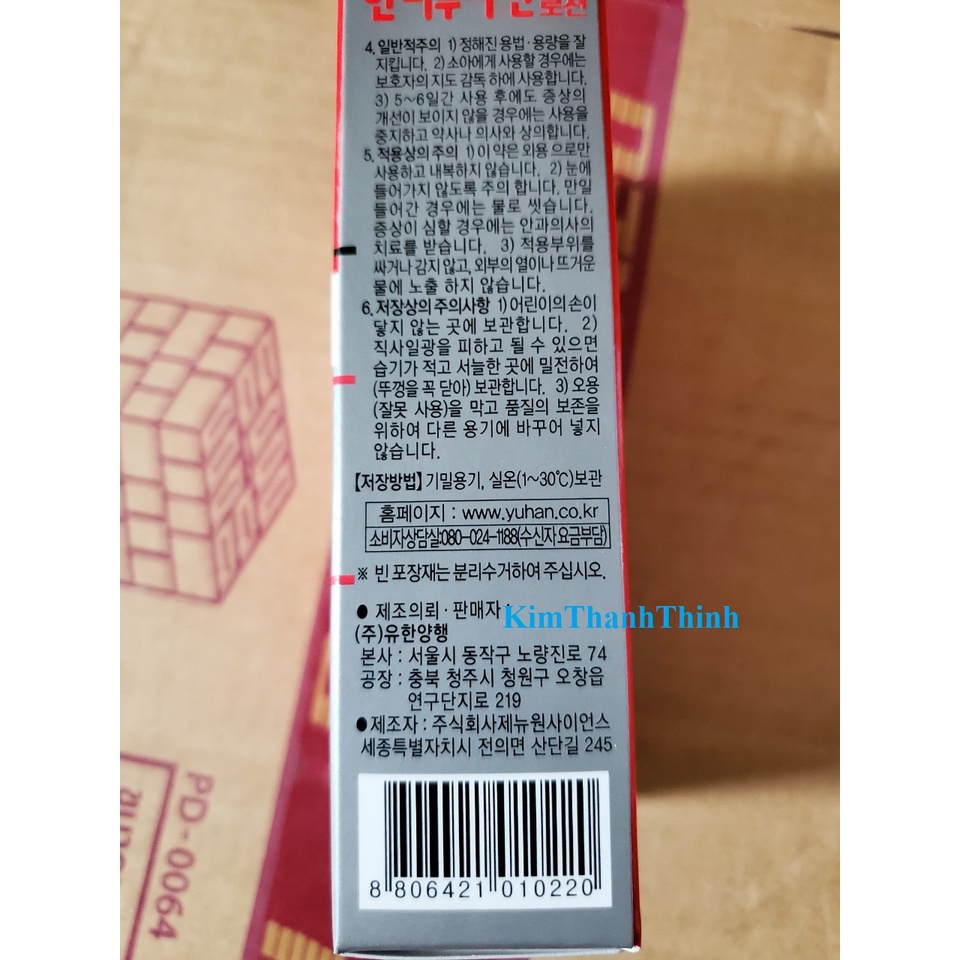 로션
4. 일반적주의 1) 정해진 용법·용량을 잘
지킵니다. 2) 소아에게 사용할 경우에는
보호자의 지도 감독 하에 사용합니다.
3) 5~6일간 사용 후에도 증상의
개선이 보이지 않을 경우에는 사용을
중지하고 약사나 의사와 상의합니다.
5. 적용상의 주의 1) 이 약은 외용으로만
사용하고 내복하지 않습니다. 2) 눈에
들어가지 않도록 주의 합니다. 만일
들어간 경우에는 물로 씻습니다.
증상이 심할 경우에는 안과의사의
치료를 받습니다. 3) 적용부위를
싸거나 감지 않고, 외부의 열이나 뜨거운
물에 노출 하지 않습니다.
6. 저장상의 주의사항 1) 어린이의 손이
닿지 않는 곳에 보관합니다. 2)
직사일광을 피하고 될 수 있으면
습기가 적고 서늘한 곳에 밀전하여
(뚜껑을 꼭 닫아) 보관합니다. 3) 오용
(잘못 사용)을 막고 품질의 보존을
위하여 다른 용기에 바꾸어 넣지
않습니다.
【저장방법】 기밀용기, 실온(1~30℃)보관
홈페이지 : www.yuhan.co.kr
소비자상담실:080-024-1188(수신자 요금부담)
※ 빈 포장재는 분리수거하여 주십시오.
● 제조의뢰·판매자 :
KimThanhThinh
(주)유한양행
본사 : 서울시 동작구 노량진로 74
공장 : 충북 청주시 청원구 오창읍
연구단지로 219
●제조자 : 주식회사제뉴원사이언스
세종특별자치시 전의면 산단길 245
8 806421 010220
PD-0064